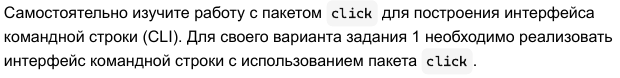 Самостоятельно изучите работу с пакетом click для построения интерфейса
командной строки (CLI). Для своего варианта задания 1 необходимо реализовать
интерфейс командной строки с использованием пакета click .